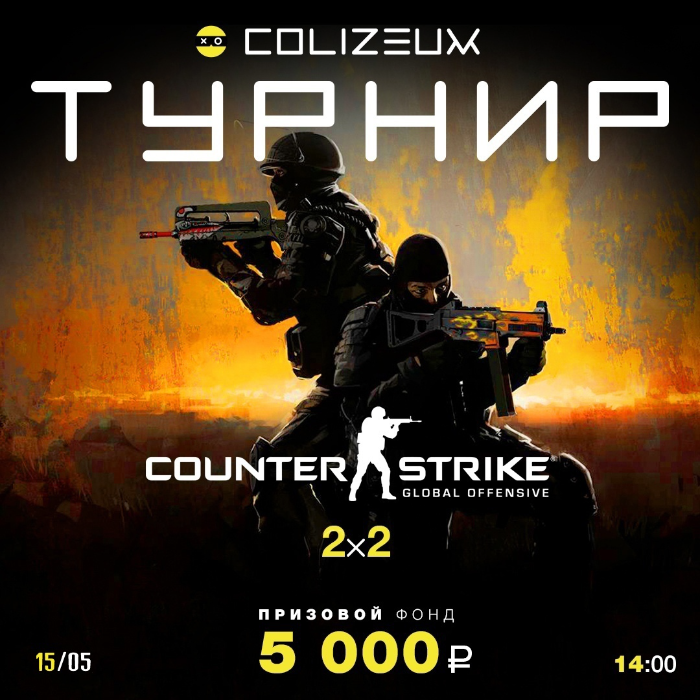 COLIZEUM
ТУРНИР
COUNTER STRIKE
GLOBAL OFFENSIVE
2x2
ПРИЗОВОЙ ФОНД
15/05
5 000 ₽
14:00